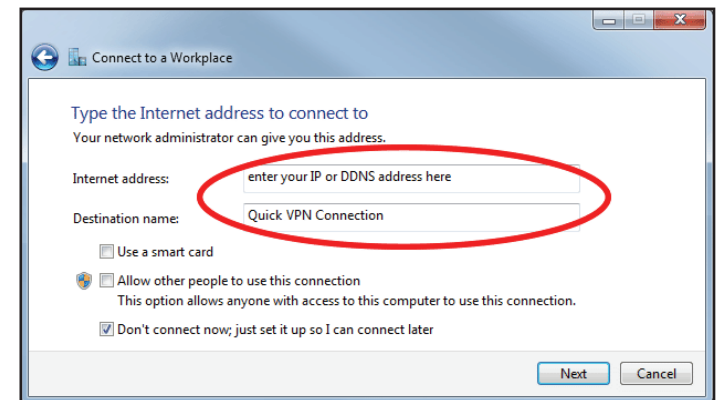 Connect to a Workplace
Type the Internet address to connect to
Your network administrator can give you this address.
Internet address: enter your IP or DDNS address here
Destination name: Quick VPN Connection
Use a smart card
Allow other people to use this connection
This option allows anyone with access to this computer to use this connection.
Don't connect now; just set it up so I can connect later
Next Cancel